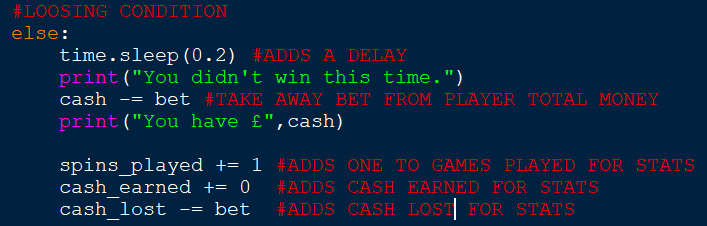 #LOOSING CONDITION
else:
    time.sleep(0.2) #ADDS A DELAY
    print("You didn't win this time.")
    cash -= bet #TAKE AWAY BET FROM PLAYER TOTAL MONEY
    print("You have £",cash)

    spins_played += 1 #ADDS ONE TO GAMES PLAYED FOR STATS
    cash_earned += 0  #ADDS CASH EARNED FOR STATS
    cash_lost -= bet  #ADDS CASH LOST FOR STATS